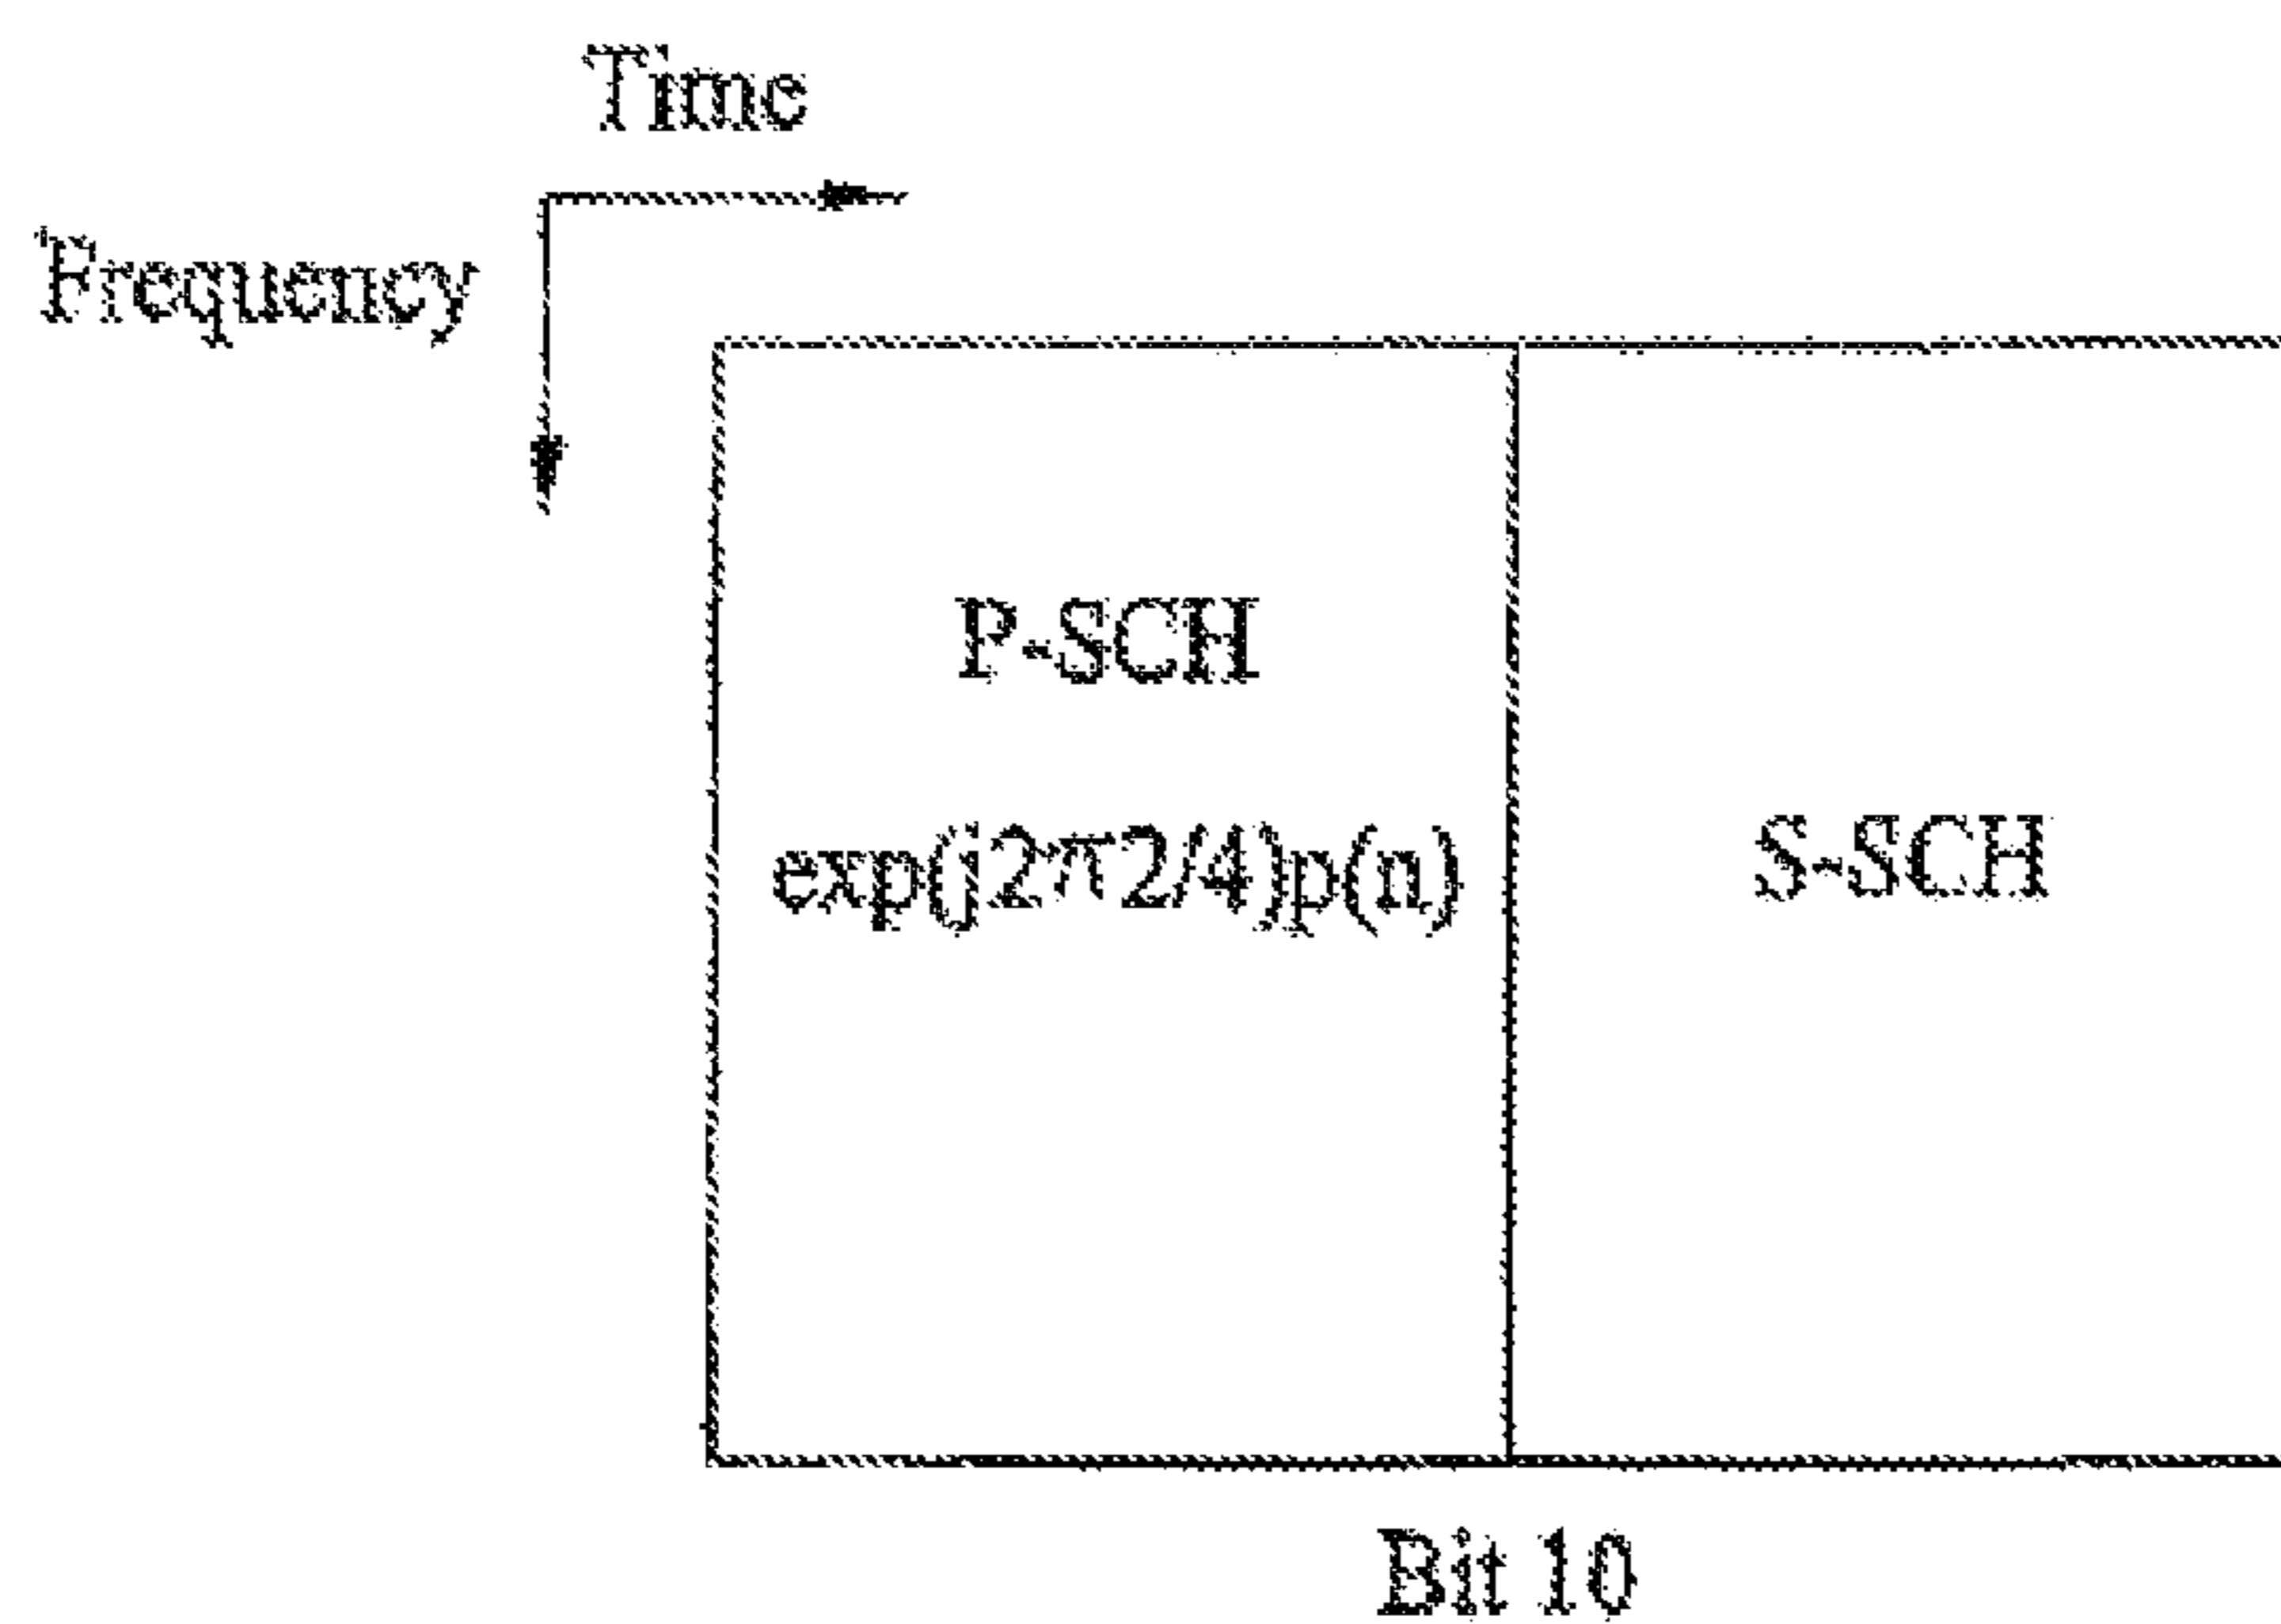 Time
Frequency
P-SCH
exp(j2π2/4)p(n)
S-SCH
Bit 10